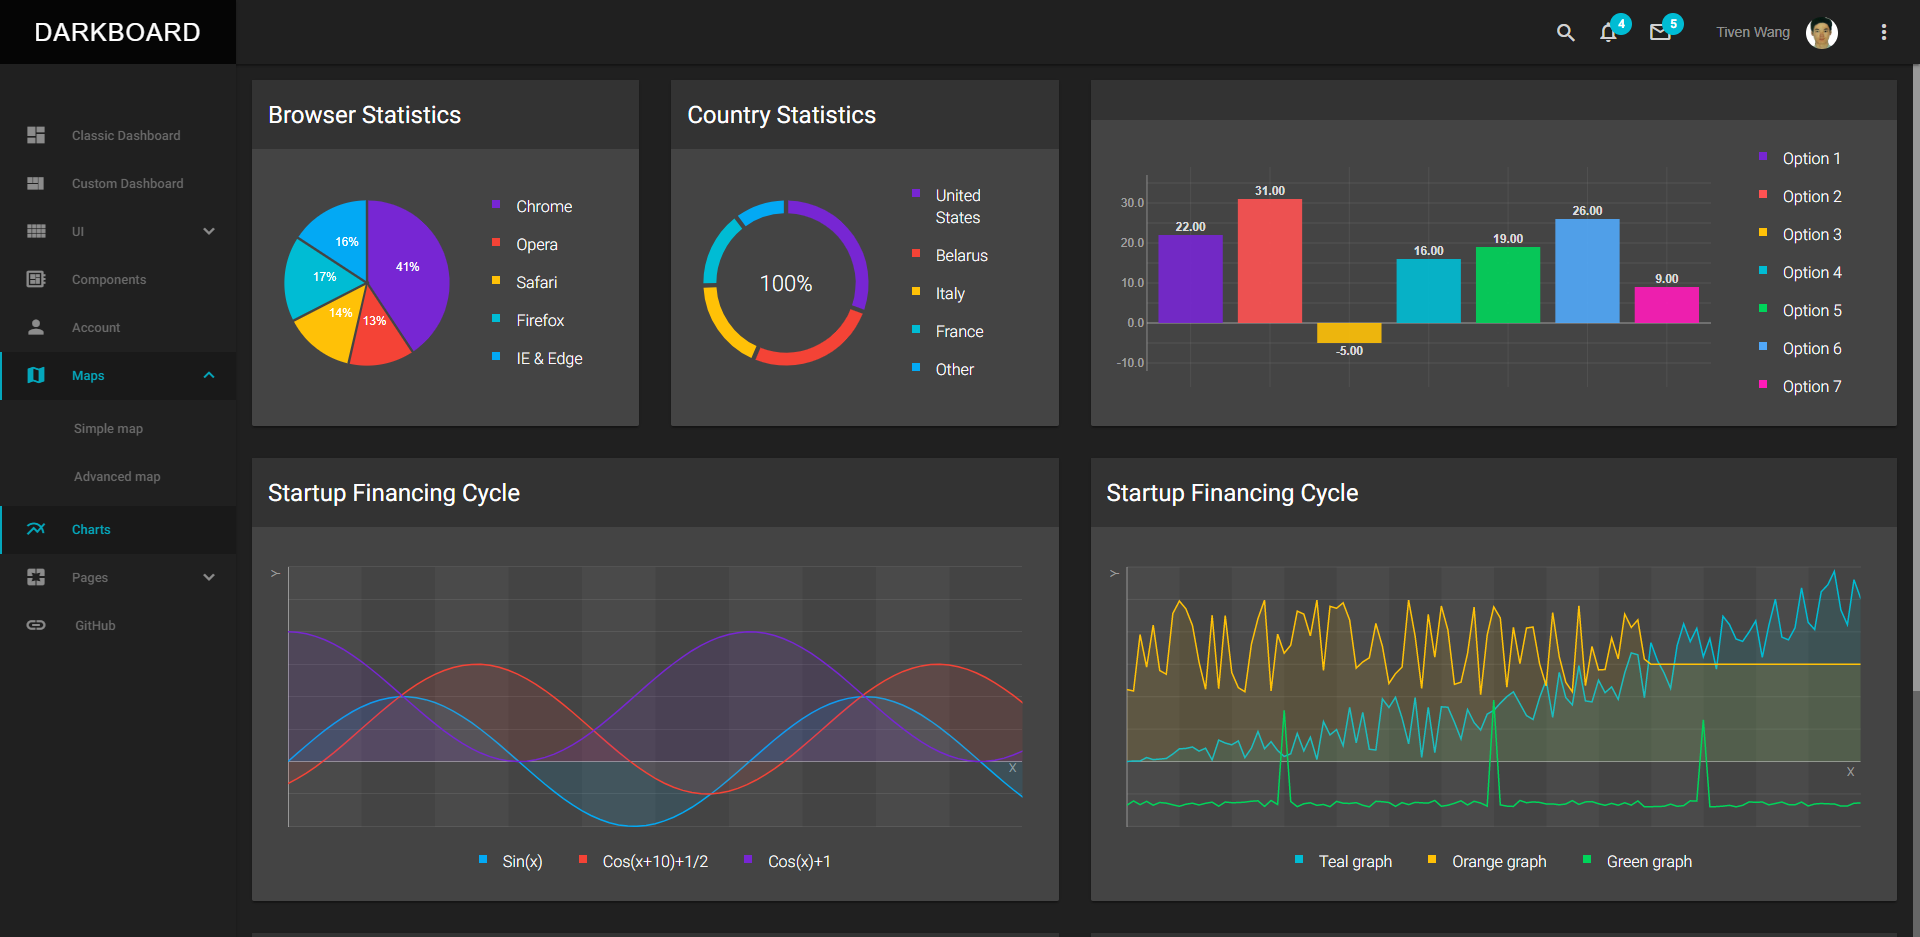 DARKBOARD
4
5
Tiven Wang
Classic Dashboard
Custom Dashboard
UI
Components
Account
Maps
Simple map
Advanced map
Charts
Pages
GitHub
Browser Statistics
16%
41%
17%
14%
13%
Chrome
Opera
Safari
Firefox
IE & Edge
Country Statistics
100%
United
States
Belarus
Italy
France
Other
30.0
20.0
10.0
0.0
-10.0
22.00
31.00
-5.00
16.00
19.00
26.00
9.00
Option 1
Option 2
Option 3
Option 4
Option 5
Option 6
Option 7
Startup Financing Cycle
Y
X
Sin(x)
Cos(x+10)+1/2
Cos(x)+1
Startup Financing Cycle
Y
X
Teal graph
Orange graph
Green graph